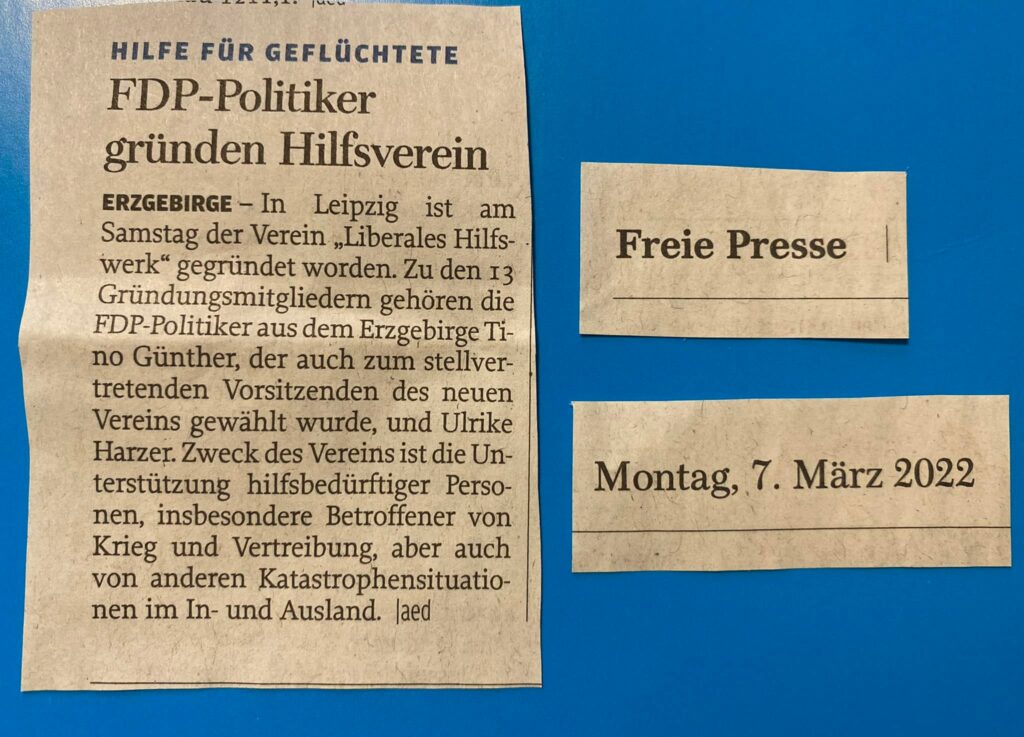 HILFE FÜR GEFLÜCHTETE
FDP-Politiker
gründen Hilfsverein
ERZGEBIRGE – In Leipzig ist am
Samstag der Verein „Liberales Hilfs-
werk“ gegründet worden. Zu den 13
Gründungsmitgliedern gehören die
FDP-Politiker aus dem Erzgebirge Ti-
no Günther, der auch zum stellver-
tretenden Vorsitzenden des neuen
Vereins gewählt wurde, und Ulrike
Harzer. Zweck des Vereins ist die Un-
terstützung hilfsbedürftiger Perso-
nen, insbesondere Betroffener von
Krieg und Vertreibung, aber auch
von anderen Katastrophensituatio-
nen im In- und Ausland. |aed
Freie Presse
Montag, 7. März 2022